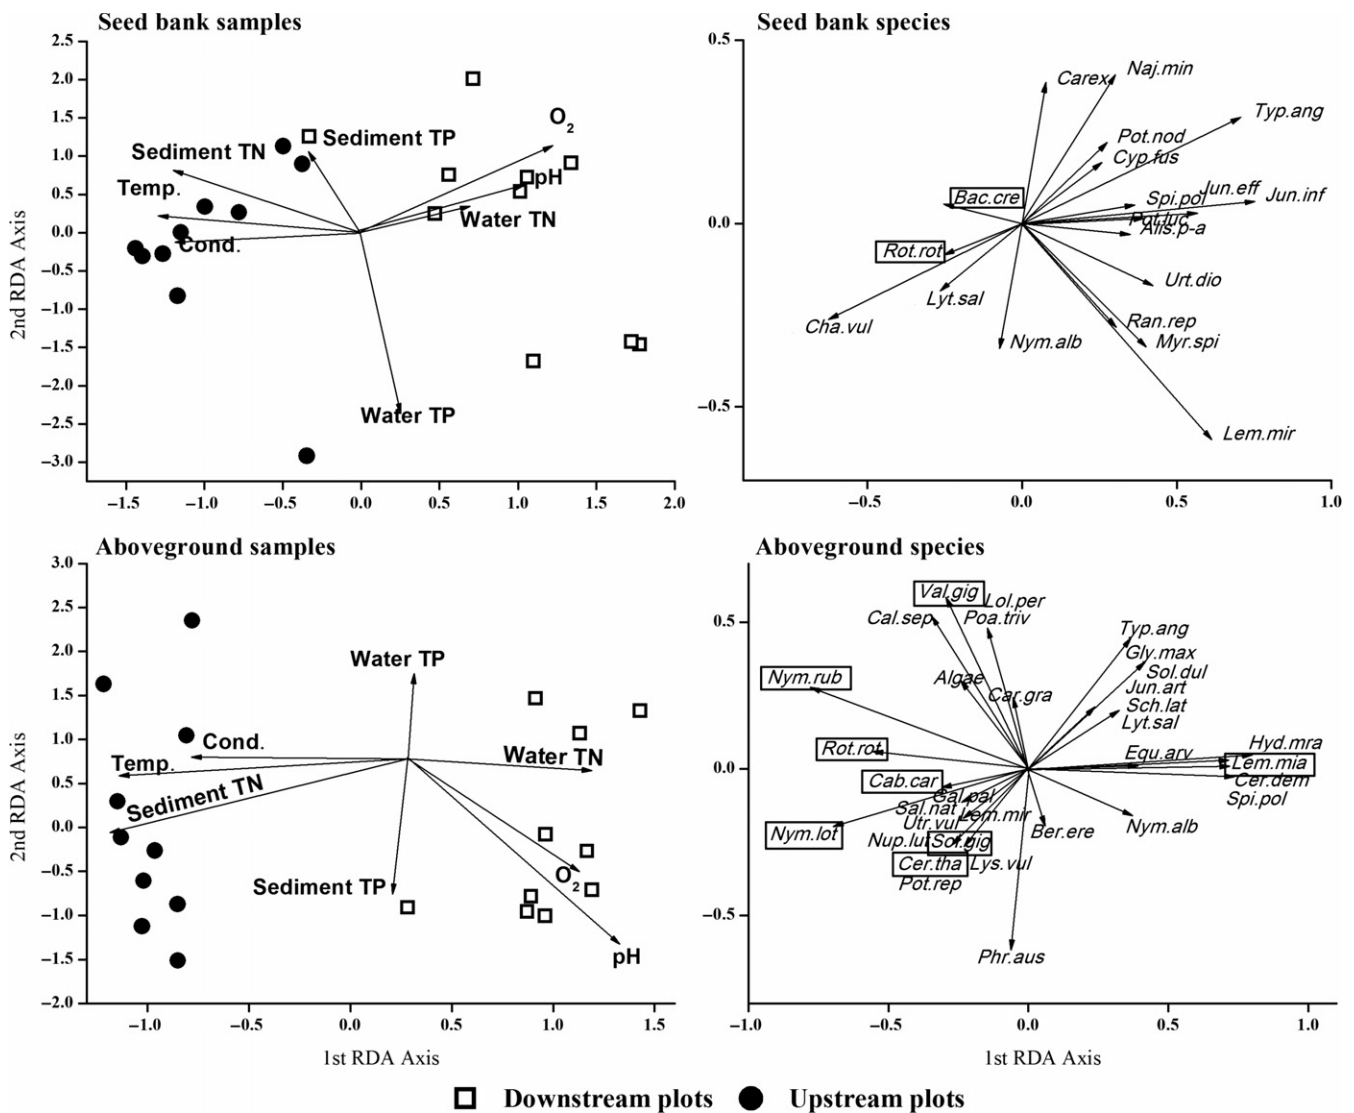 Seed bank samples
2.5
2.0
1.5
1.0
0.5
0.0
−0.5
−1.0
−1.5
−2.0
−2.5
−3.0
2nd RDA Axis
O2
Sediment TP
Sediment TN
pH
Temp.
Water TN
Cond.
Water TP
−1.5 −1.0 −0.5 0.0 0.5 1.0 1.5 2.0
Seed bank species
0.5
0.0
−0.5
Naj.min
Carex
Typ.ang
Pot.nod
Cyp.fus
Jun.eff
Bac.cre
Spi.pol
Jun.inf
Pot.luc
Alis.p-a
Rot.rot
Urt.dio
Lyt.sal
Ran.rep
Cha.vul
Nym.alb
Myr.spi
Lem.mir
−0.5 0.0 0.5 1.0
Aboveground samples
3.0
2.5
2.0
1.5
1.0
0.5
0.0
−0.5
−1.0
−1.5
−2.0
2nd RDA Axis
Water TP
Cond.
Water TN
Temp.
Sediment TN
Sediment TP
O2
pH
−1.0 −0.5 0.0 0.5 1.0 1.5
1st RDA Axis
Aboveground species
0.5
0.0
−0.5
Val.gig
Lol.per
Cal.sep
Poa.triv
Typ.ang
Gly.max
Nym.rub
Algae
Sol.dul
Car.gra
Jun.art
Sch.lat
Lyt.sal
Rot.rot
Equ.arv
Hyd.mra
Lem.mia
Cab.car
Cer.dem
Gal.pal
Spi.pol
Sal.nat
Lem.mir
Utr.vul
Nym.lot
Ber.ere
Nym.alb
Nup.lut
Sol.gig
Cer.tha
Lys.vul
Pot.rep
Phr.aus
−1.0 −0.5 0.0 0.5 1.0
1st RDA Axis
Downstream plots
Upstream plots